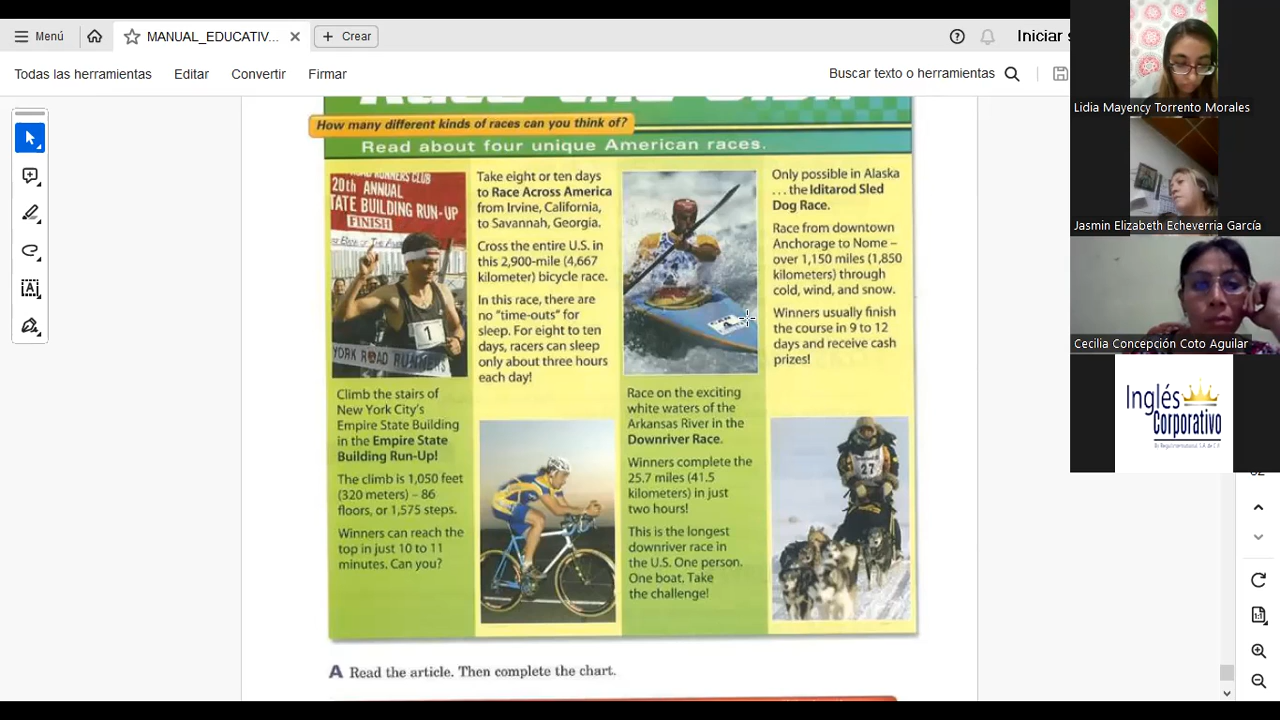 Menú
MANUAL_EDUCATIV...
Crear
Iniciar s
Todas las herramientas
Editar
Convertir
Firmar
Buscar texto o herramientas
How many different kinds of races can you think of?
Read about four unique American races.
ROAD RUNNERS CLUB
20th ANNUAL
TATE BUILDING RUN-UP
FINISH
1
YORK ROAD RUNNERS
Climb the stairs of
New York City's
Empire State Building
in the Empire State
Building Run-Up!
The climb is 1,050 feet
(320 meters) – 86
floors, or 1,575 steps.
Winners can reach the
top in just 10 to 11
minutes. Can you?
Take eight or ten days
to Race Across America
from Irvine, California,
to Savannah, Georgia.
Cross the entire U.S. in
this 2,900-mile (4,667
kilometer) bicycle race.
In this race, there are
no "time-outs" for
sleep. For eight to ten
days, racers can sleep
only about three hours
each day!
Race on the exciting
white waters of the
Arkansas River in the
Downriver Race.
Winners complete the
25.7 miles (41.5
kilometers) in just
two hours!
This is the longest
downriver race in
the U.S. One person.
One boat. Take
the challenge!
Only possible in Alaska
. . . the Iditarod Sled
Dog Race.
Race from downtown
Anchorage to Nome –
over 1,150 miles (1,850
kilometers) through
cold, wind, and snow.
Winners usually finish
the course in 9 to 12
days and receive cash
prizes!
27
A Read the article. Then complete the chart.
Lidia Mayency Torrento Morales
Jasmin Elizabeth Echeverria García
Cecilia Concepción Coto Aguilar
Inglés
Corporativo